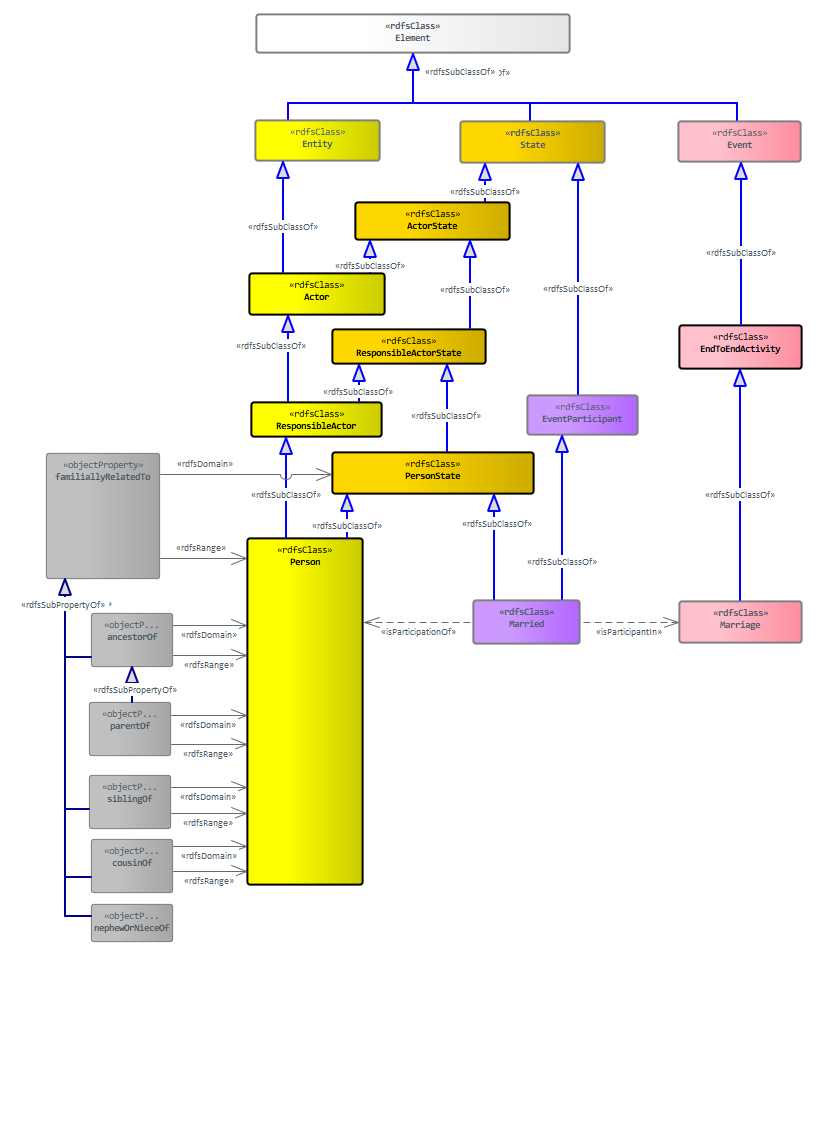 «rdfsClass»
Element
«rdfsSubClassOf»
«rdfsClass»
Entity
«rdfsClass»
State
«rdfsClass»
Event
«rdfsSubClassOf»
«rdfsClass»
ActorState
«rdfsSubClassOf»
«rdfsSubClassOf»
«rdfsSubClassOf»
«rdfsClass»
Actor
«rdfsSubClassOf»
«rdfsSubClassOf»
«rdfsClass»
ResponsibleActorState
«rdfsClass»
EndToEndActivity
«rdfsSubClassOf»
«rdfsSubClassOf»
«rdfsClass»
ResponsibleActor
«rdfsSubClassOf»
«rdfsClass»
EventParticipant
«objectProperty»
familiallyRelatedTo
«rdfsDomain»
«rdfsClass»
PersonState
«rdfsSubClassOf»
«rdfsSubClassOf»
«rdfsSubClassOf»
«rdfsSubClassOf»
«rdfsRange»
«rdfsClass»
Person
«rdfsSubClassOf»
«rdfsSubPropertyOf»
«rdfsClass»
Married
«rdfsClass»
Marriage
«objectP...
ancestorOf
«rdfsDomain»
«isParticipationOf»
«isParticipantIn»
«rdfsRange»
«rdfsSubPropertyOf»
«objectP...
parentOf
«rdfsDomain»
«rdfsRange»
«objectP...
siblingOf
«rdfsDomain»
«rdfsRange»
«objectP...
cousinOf
«rdfsDomain»
«rdfsRange»
«objectP...
nephewOrNieceOf